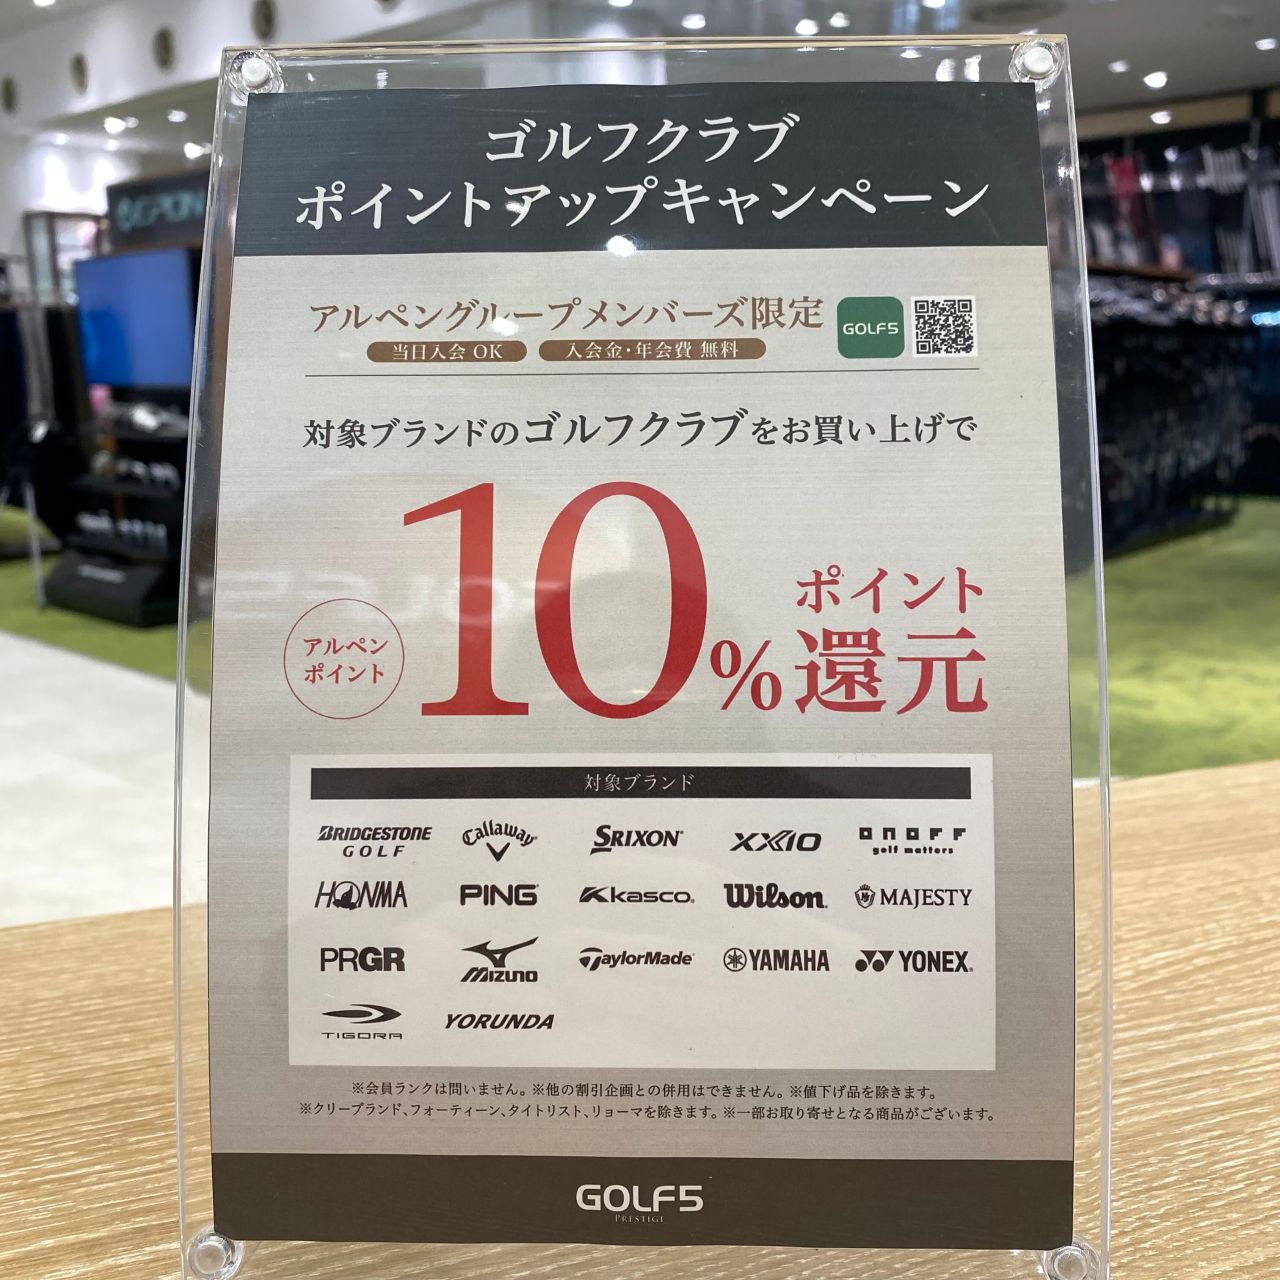 ゴルフクラブ
ポイントアップキャンペーン
アルペングループメンバーズ限定
当日入会 OK 入会金・年会費 無料
GOLF5
対象ブランドのゴルフクラブをお買い上げで
アルペン
ポイント
10%
ポイント
還元
対象ブランド
BRIDGESTONE GOLF Callaway SRIXON XXIO ONOFF golf matters
HONMA PING kasco Wilson MAJESTY
PRGR MIZUNO TaylorMade YAMAHA YONEX
TIGORA YORUNDA
※会員ランクは問いません。※他の割引企画との併用はできません。※値下げ品を除きます。
※クリーブランド、フォーティーン、タイトリスト、リョーマを除きます。※一部お取り寄せとなる商品がございます。
GOLF5
PRESTIGE